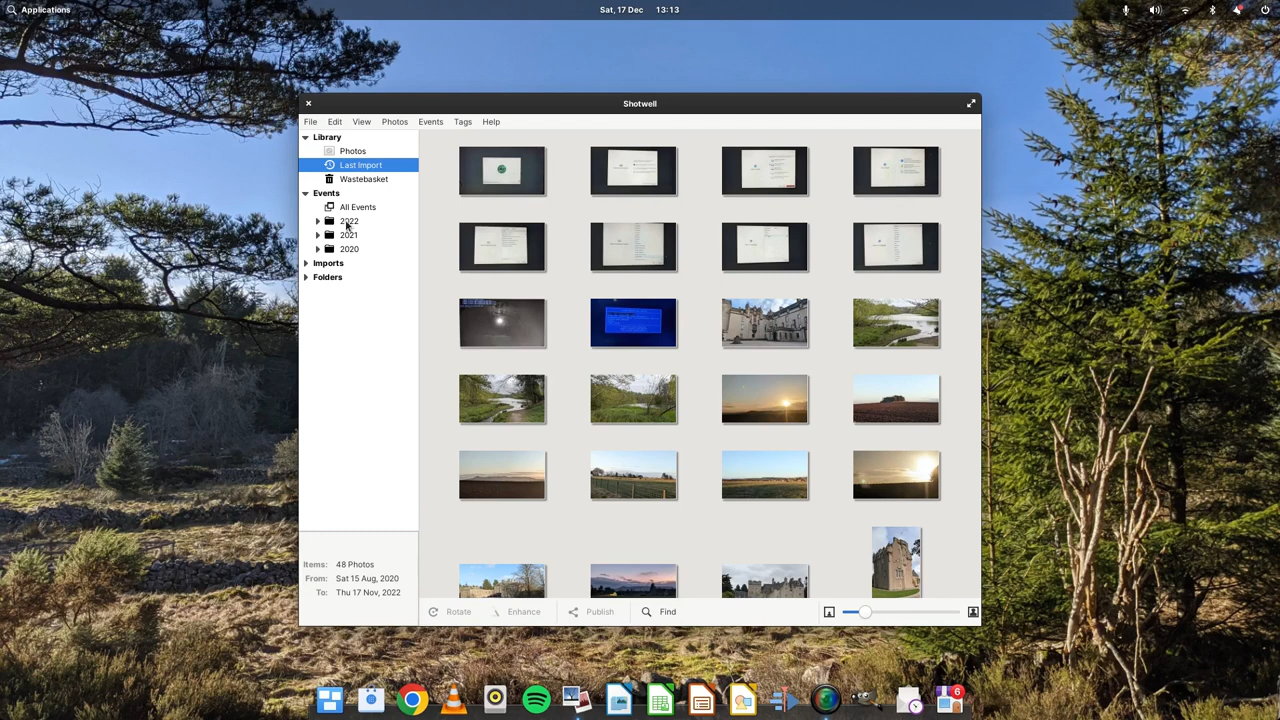 Applications
Sat, 17 Dec 13:13
Shotwell
File Edit View Photos Events Tags Help
Library
Photos
Last Import
Wastebasket
Events
All Events
2022
2021
2020
Imports
Folders
Items: 48 Photos
From: Sat 15 Aug, 2020
To: Thu 17 Nov, 2022
Rotate Enhance Publish Find
6